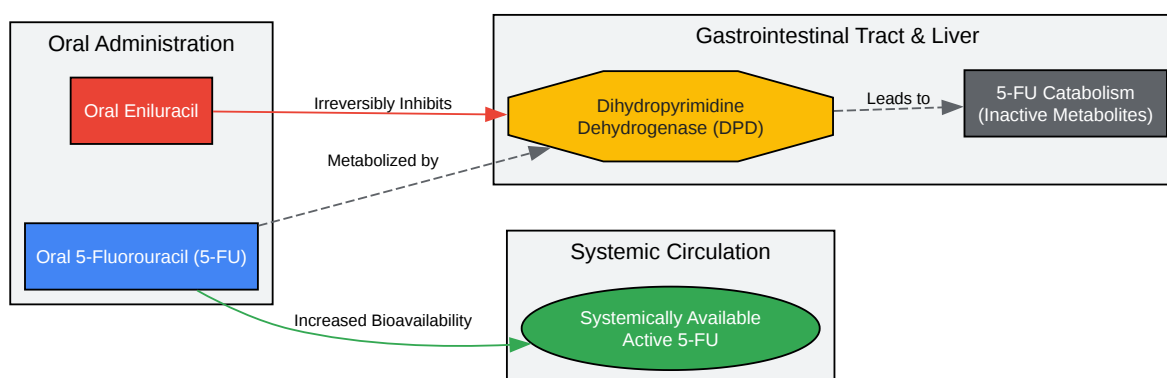 Oral Administration
Gastrointestinal Tract & Liver
Oral Eniluracil
Irreversibly Inhibits
Dihydropyrimidine
Dehydrogenase (DPD)
Leads to
5-FU Catabolism
(Inactive Metabolites)
Metabolized by
Oral 5-Fluorouracil (5-FU)
Systemic Circulation
Increased Bioavailability
Systemically Available
Active 5-FU